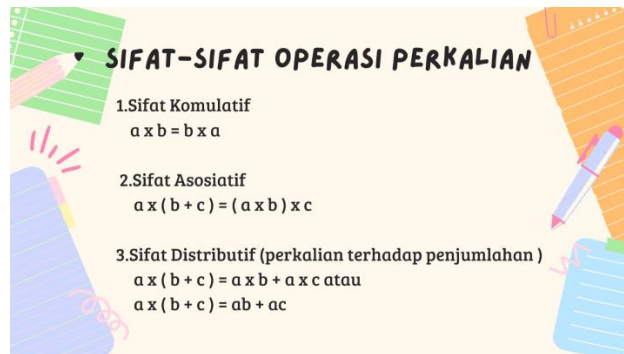 • SIFAT-SIFAT OPERASI PERKALIAN
1.Sifat Komulatif
a x b = b x a
2.Sifat Asosiatif
a x ( b + c ) = ( a x b ) x c
3.Sifat Distributif (perkalian terhadap penjumlahan )
a x ( b + c ) = a x b + a x c atau
a x ( b + c ) = ab + ac